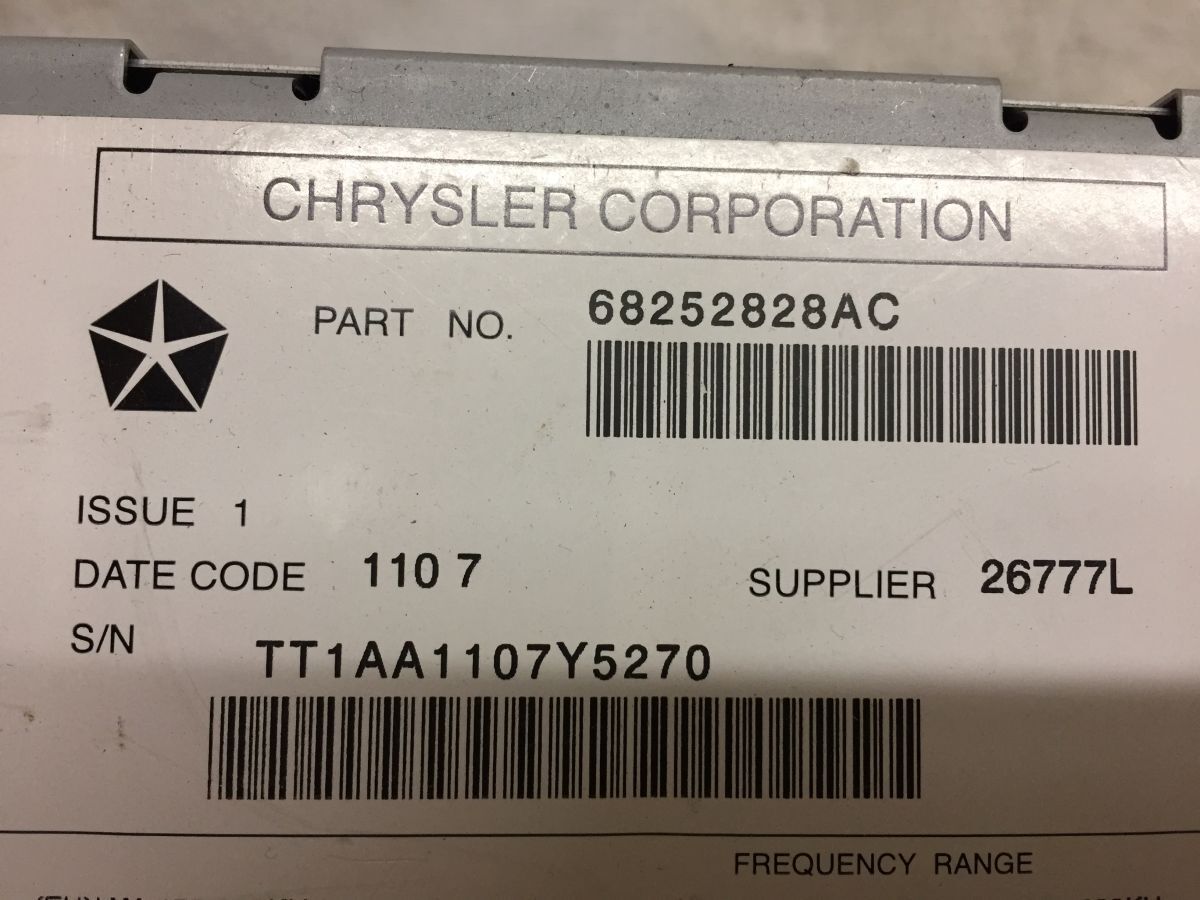 CHRYSLER CORPORATION
PART NO. 68252828AC
ISSUE 1
DATE CODE 110 7 SUPPLIER 26777L
S/N TT1AA1107Y5270
FREQUENCY RANGE